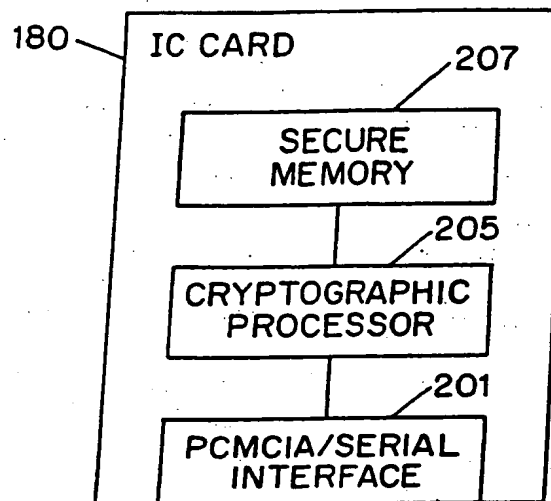 180
IC CARD
207
SECURE
MEMORY
205
CRYPTOGRAPHIC
PROCESSOR
201
PCMCIA/SERIAL
INTERFACE